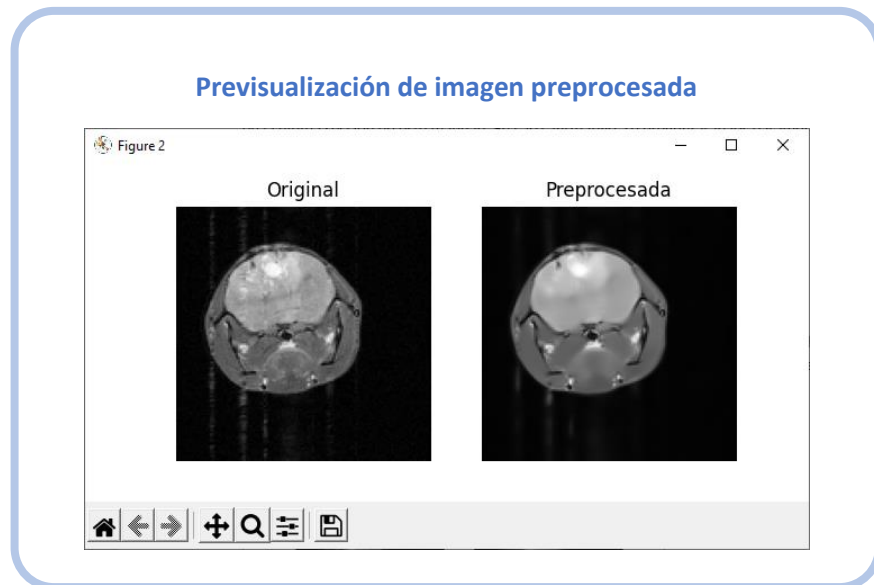 Previsualización de imagen preprocesada
Figure 2
Original
Preprocesada